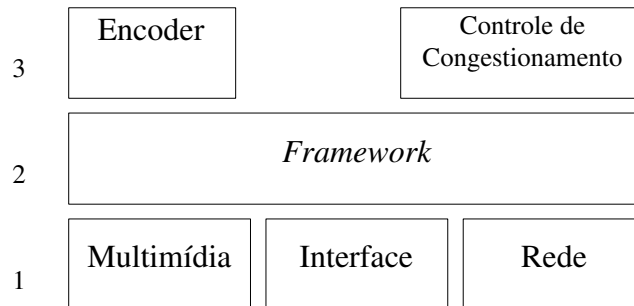 Encoder
Controle de
Congestionamento
3
Framework
2
Multimídia Interface Rede
1